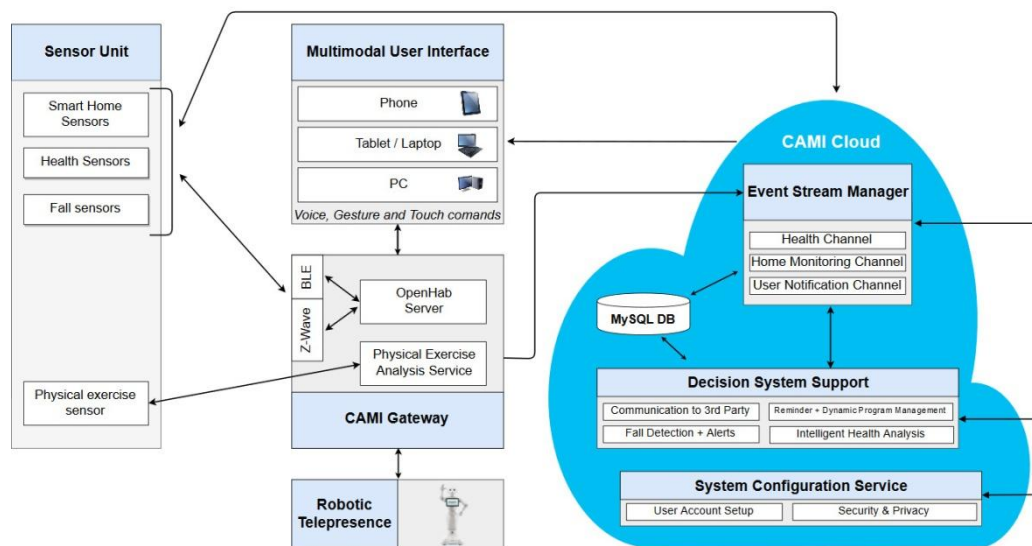 Sensor Unit
Smart Home
Sensors
Health Sensors
Fall sensors
Physical exercise
sensor
Multimodal User Interface
Phone
Tablet / Laptop
PC
Voice, Gesture and Touch comands
BLE
Z-Wave
OpenHab
Server
Physical Exercise
Analysis Service
CAMI Gateway
Robotic
Telepresence
CAMI Cloud
Event Stream Manager
Health Channel
Home Monitoring Channel
User Notification Channel
MySQL DB
Decision System Support
Communication to 3rd Party
Reminder + Dynamic Program Management
Fall Detection + Alerts
Intelligent Health Analysis
System Configuration Service
User Account Setup
Security & Privacy